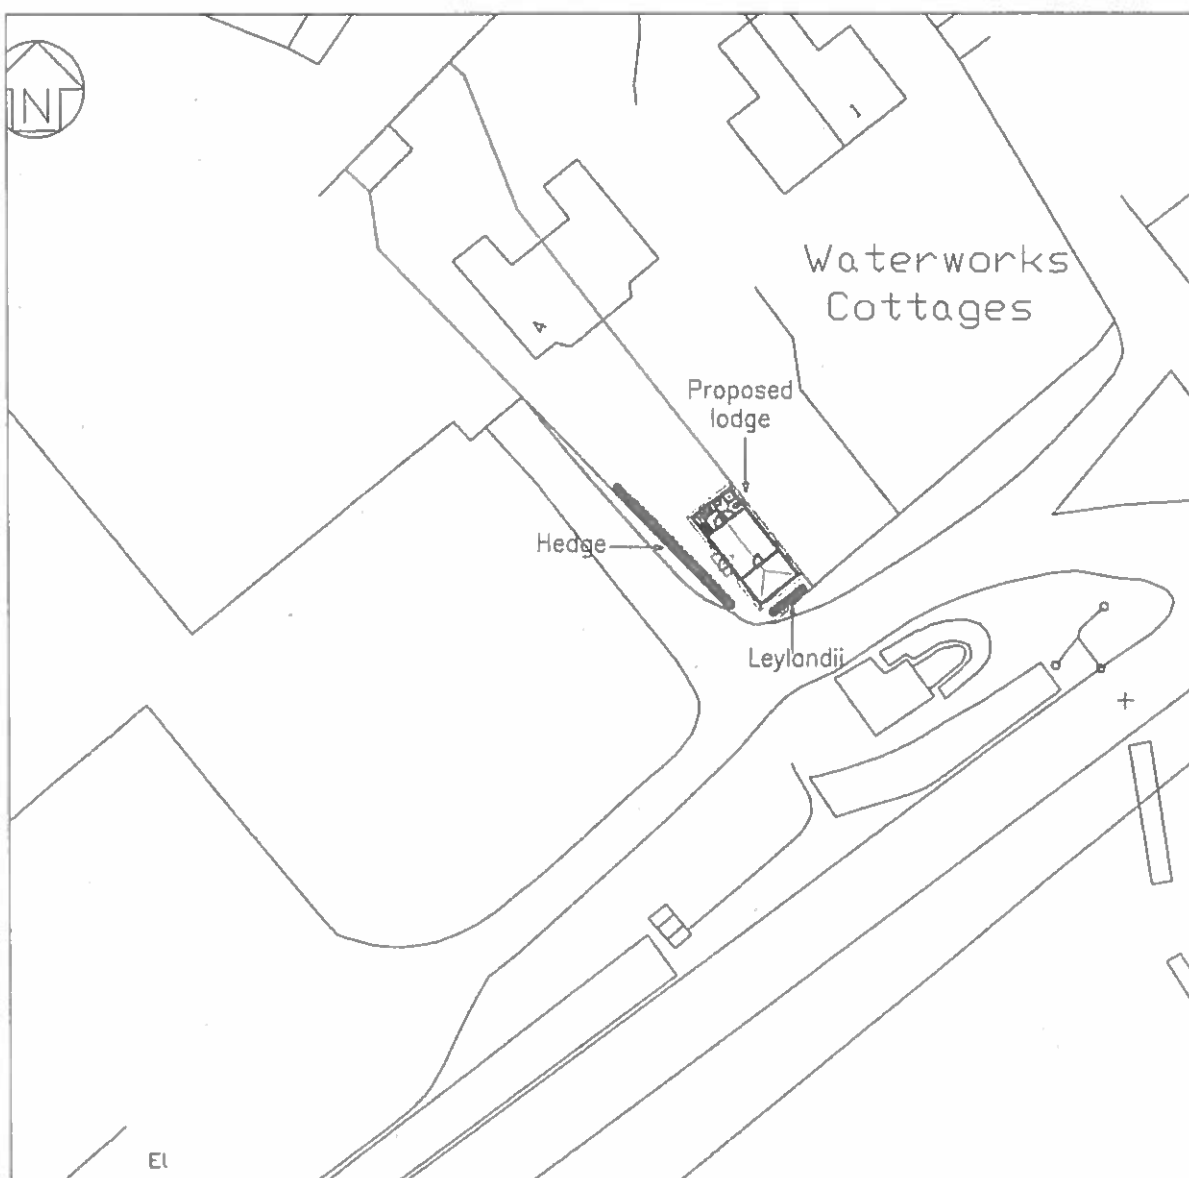 N
1
Waterworks
Cottages
4
Proposed
lodge
Hedge
Leylandii
El